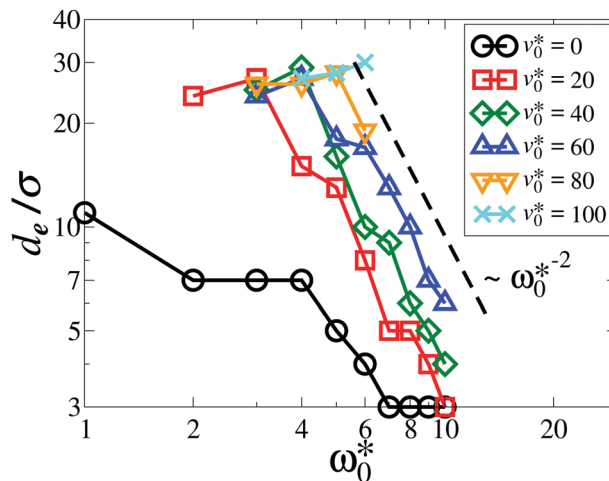 40
30
20
10
7
5
3
d_e/σ
1
2
4
6
8
10
20
ω_0^*
v_0^* = 0
v_0^* = 20
v_0^* = 40
v_0^* = 60
v_0^* = 80
v_0^* = 100
~ ω_0^{*-2}